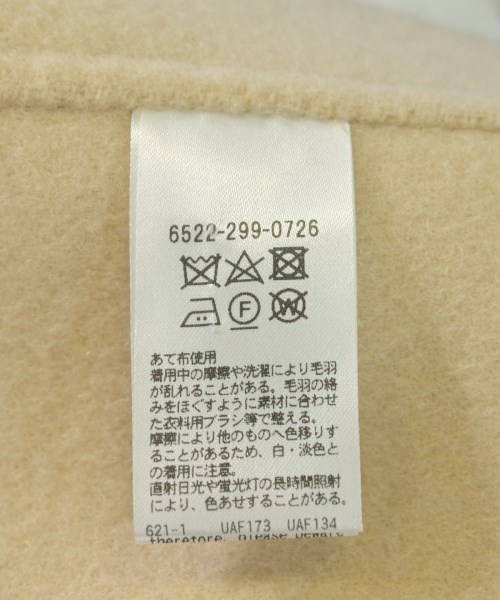 6522-299-0726
F W
あて布使用
着用中の摩擦や洗濯により毛羽
が乱れることがある。毛羽の絡
みをほぐすように素材に合わせ
た衣料用ブラシ等で整える。
摩擦により他のものへ色移りす
ることがあるため、白・淡色と
の着用に注意。
直射日光や蛍光灯の長時間照射
により、色あせすることがある。
621-1 UAF173 UAF134
therefore, please beware